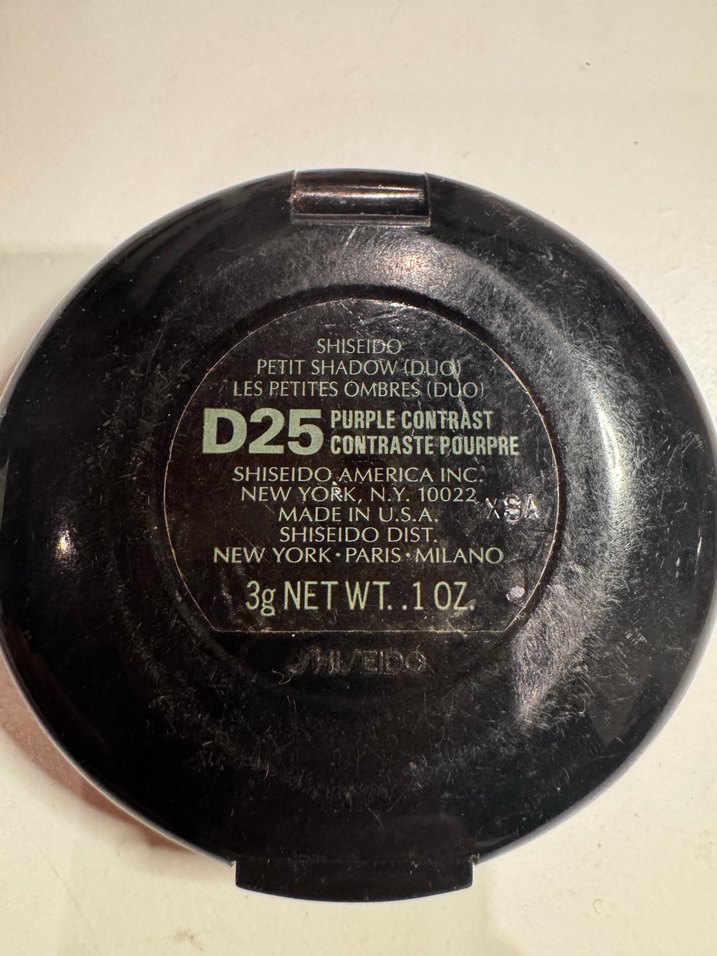 SHISEIDO
PETIT SHADOW (DUO)
LES PETITES OMBRES (DUO)
D25 PURPLE CONTRAST
CONTRASTE POURPRE
SHISEIDO AMERICA INC.
NEW YORK, N.Y. 10022
XSA
MADE IN U.S.A.
SHISEIDO DIST.
NEW YORK • PARIS • MILANO
3g NET WT. .1 OZ.
SHISEIDO